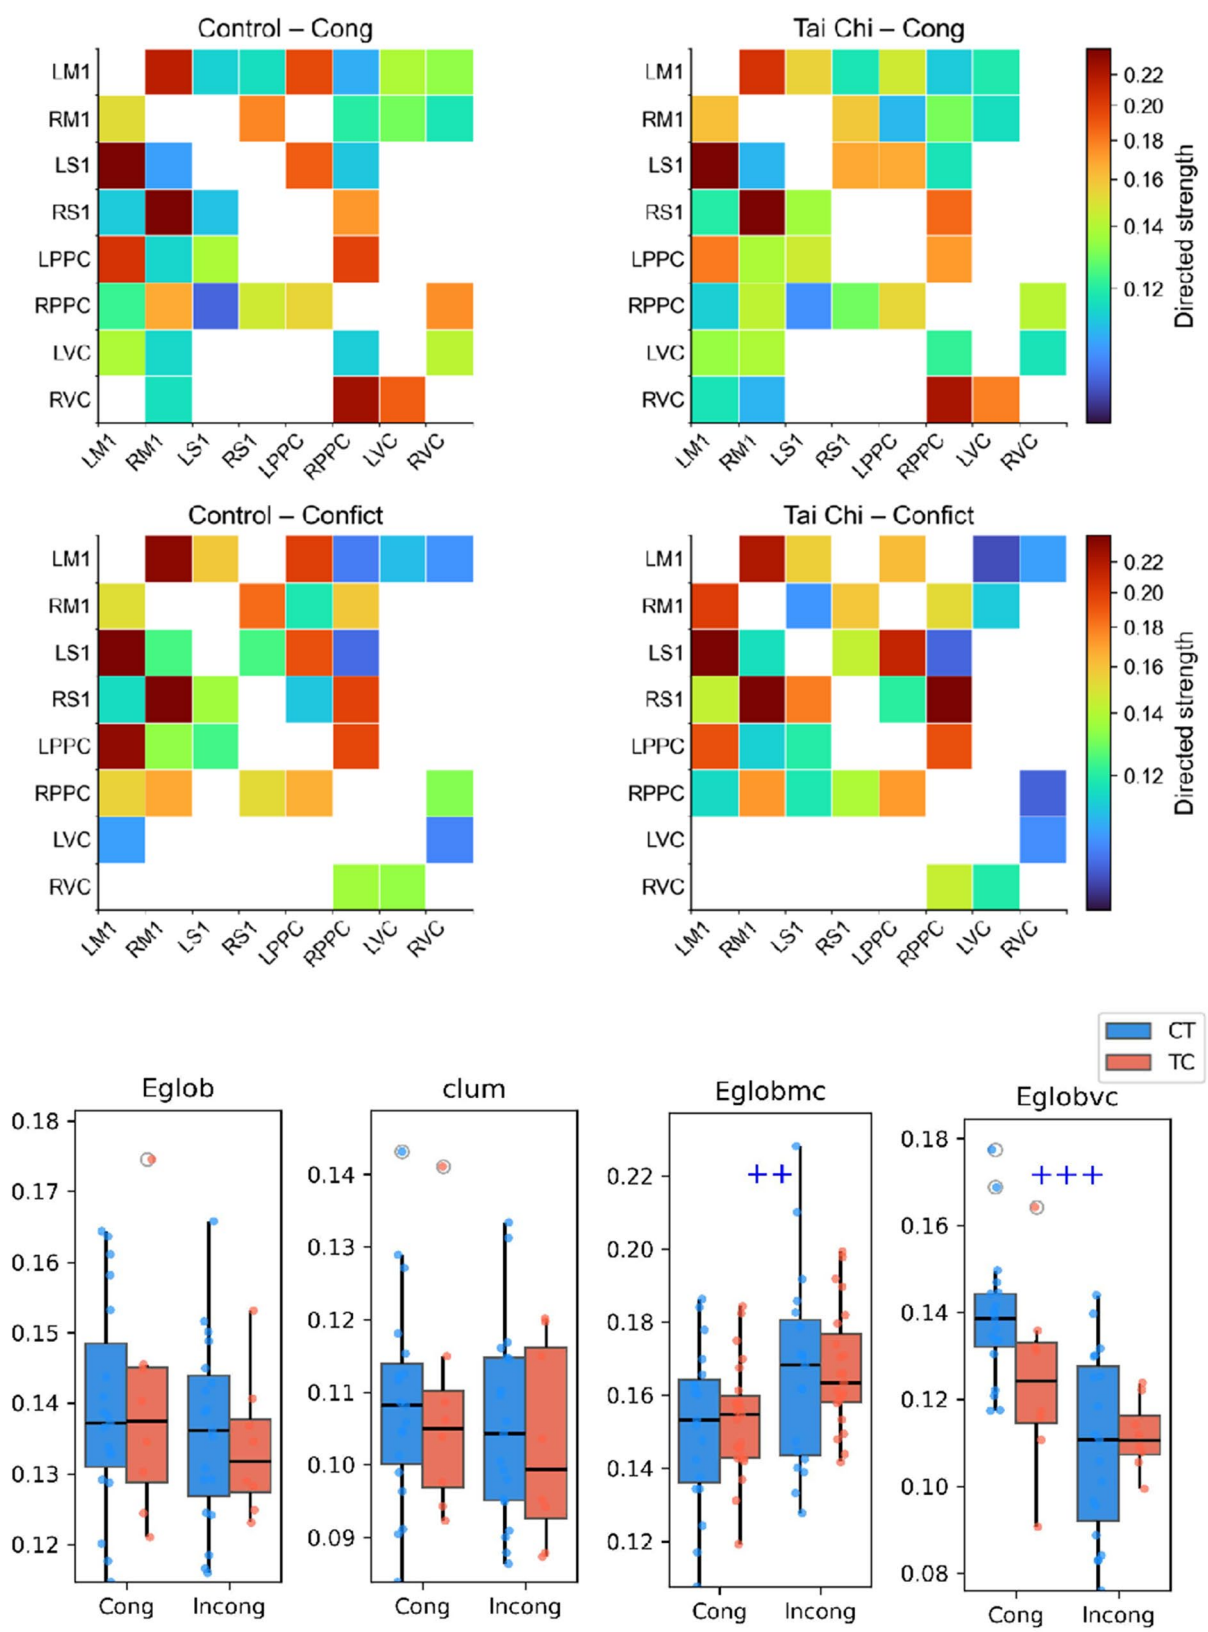 Control – Cong
Tai Chi – Cong
LM1
RM1
LS1
RS1
LPPC
RPPC
LVC
RVC
LM1
RM1
LS1
RS1
LPPC
RPPC
LVC
RVC
LM1
RM1
LS1
RS1
LPPC
RPPC
LVC
RVC
LM1
RM1
LS1
RS1
LPPC
RPPC
LVC
RVC
0.22
0.20
0.18
0.16
0.14
0.12
Directed strength
Control – Confict
Tai Chi – Confict
LM1
RM1
LS1
RS1
LPPC
RPPC
LVC
RVC
LM1
RM1
LS1
RS1
LPPC
RPPC
LVC
RVC
LM1
RM1
LS1
RS1
LPPC
RPPC
LVC
RVC
LM1
RM1
LS1
RS1
LPPC
RPPC
LVC
RVC
0.22
0.20
0.18
0.16
0.14
0.12
Directed strength
CT
TC
Eglob
0.18
0.17
0.16
0.15
0.14
0.13
0.12
Cong Incong
clum
0.14
0.13
0.12
0.11
0.10
0.09
Cong Incong
Eglobmc
++
0.22
0.20
0.18
0.16
0.14
0.12
Cong Incong
Eglobvc
+++
0.18
0.16
0.14
0.12
0.10
0.08
Cong Incong